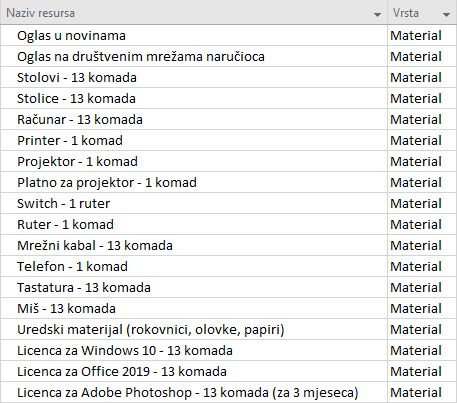 Naziv resursa Vrsta
Oglas u novinama Material
Oglas na društvenim mrežama naručioca Material
Stolovi - 13 komada Material
Stolice - 13 komada Material
Računar - 13 komada Material
Printer - 1 komad Material
Projektor - 1 komad Material
Platno za projektor - 1 komad Material
Switch - 1 ruter Material
Ruter - 1 komad Material
Mrežni kabal - 13 komada Material
Telefon - 1 komad Material
Tastatura - 13 komada Material
Miš - 13 komada Material
Uredski materijal (rokovnici, olovke, papiri) Material
Licenca za Windows 10 - 13 komada Material
Licenca za Office 2019 - 13 komada Material
Licenca za Adobe Photoshop - 13 komada (za 3 mjeseca) Material